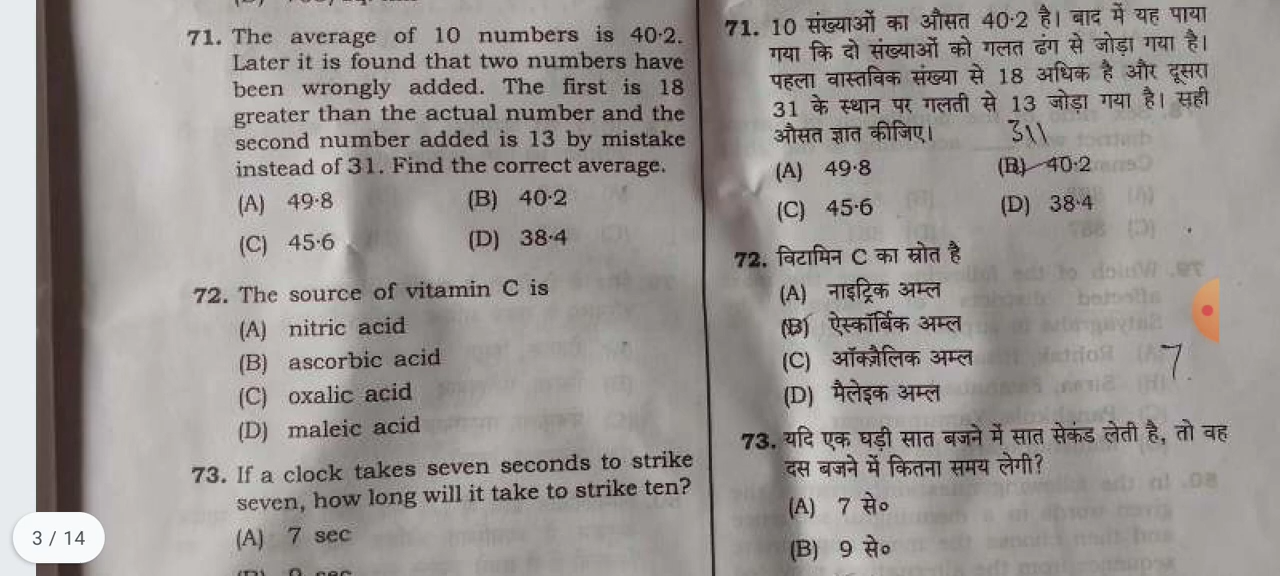 71. The average of 10 numbers is 40·2.
Later it is found that two numbers have
been wrongly added. The first is 18
greater than the actual number and the
second number added is 13 by mistake
instead of 31. Find the correct average.
(A) 49·8 (B) 40·2
(C) 45·6 (D) 38·4
72. The source of vitamin C is
(A) nitric acid
(B) ascorbic acid
(C) oxalic acid
(D) maleic acid
73. If a clock takes seven seconds to strike
seven, how long will it take to strike ten?
(A) 7 sec
71. 10 संख्याओं का औसत 40·2 है। बाद में यह पाया
गया कि दो संख्याओं को गलत ढंग से जोड़ा गया है।
पहला वास्तविक संख्या से 18 अधिक है और दूसरा
31 के स्थान पर गलती से 13 जोड़ा गया है। सही
औसत ज्ञात कीजिए।
(A) 49·8 (B) 40·2
(C) 45·6 (D) 38·4
72. विटामिन C का स्रोत है
(A) नाइट्रिक अम्ल
(B) ऐस्कॉर्बिक अम्ल
(C) ऑक्ज़ैलिक अम्ल
(D) मैलेइक अम्ल
7
73. यदि एक घड़ी सात बजने में सात सेकंड लेती है, तो वह
दस बजने में कितना समय लेगी?
(A) 7 से०
(B) 9 से०
3 / 14